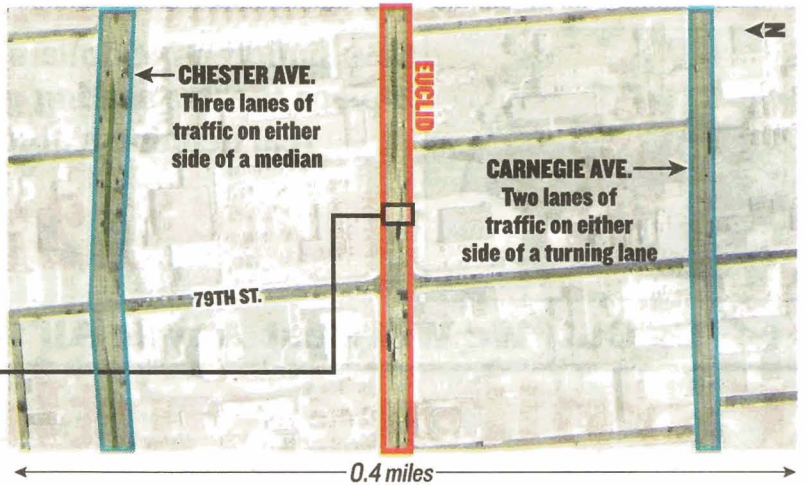 N
CHESTER AVE.
Three lanes of
traffic on either
side of a median
EUCLID
CARNEGIE AVE.
Two lanes of
traffic on either
side of a turning lane
79TH ST.
0.4 miles